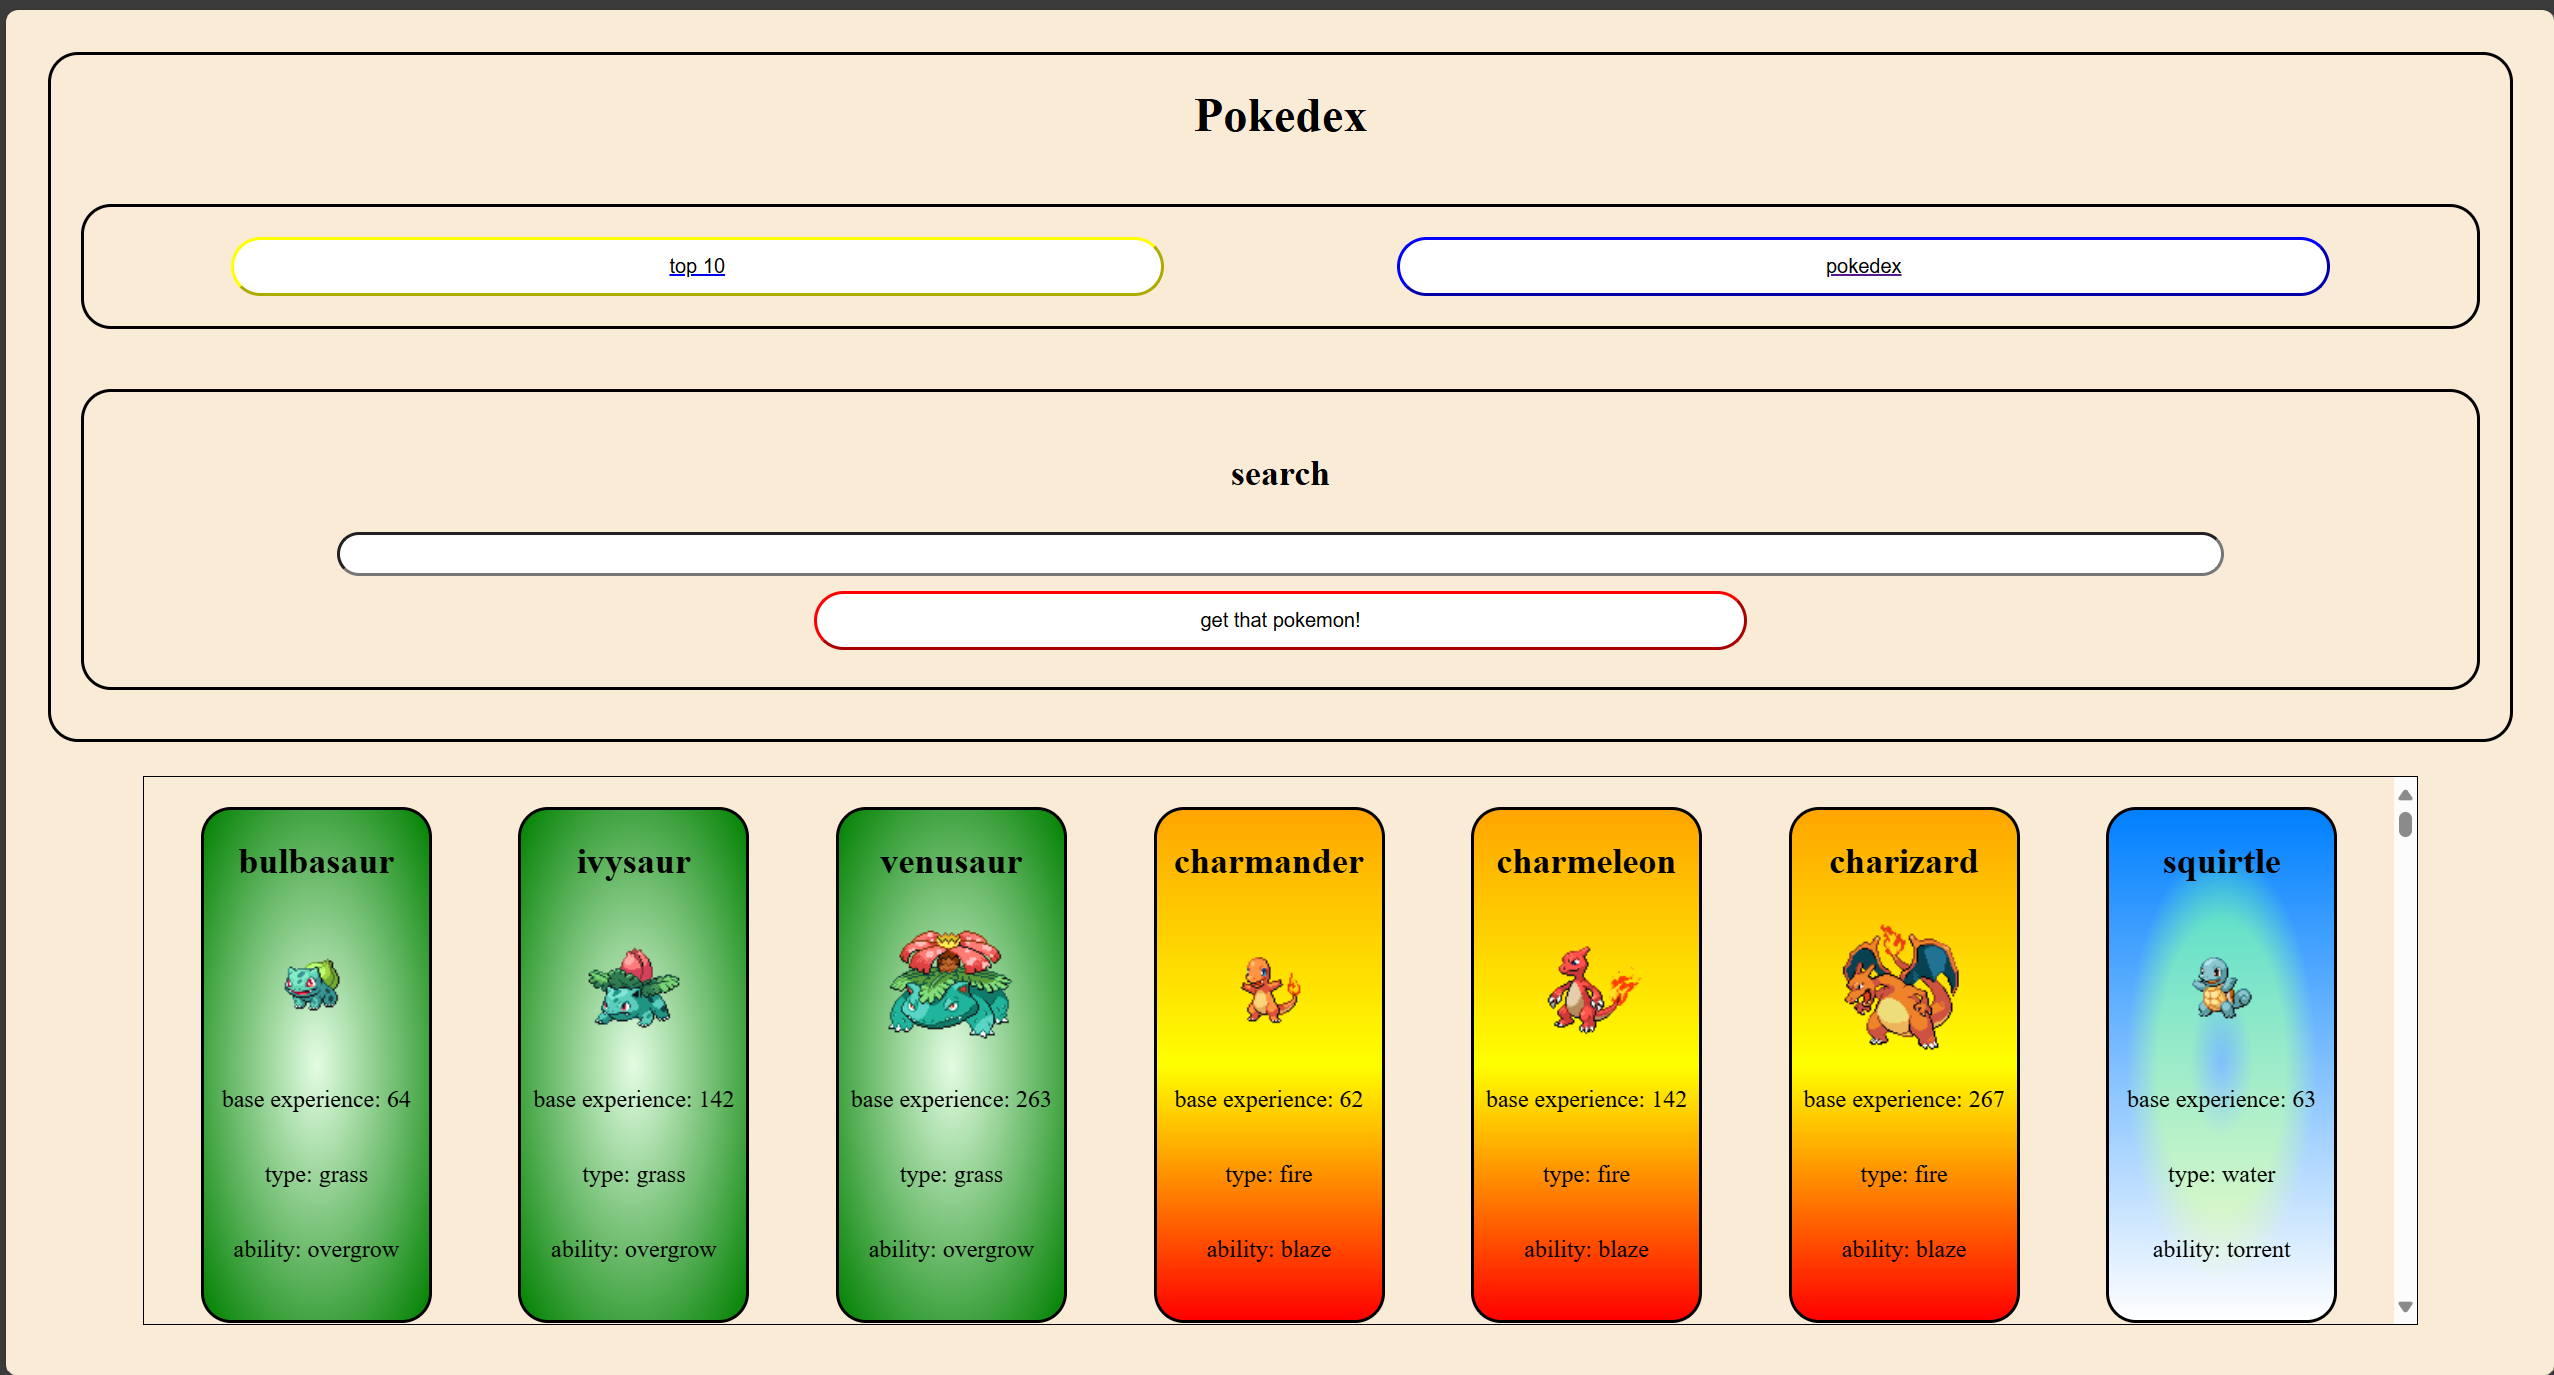 Pokedex
top 10
pokedex
search
get that pokemon!
bulbasaur
base experience: 64
type: grass
ability: overgrow
ivysaur
base experience: 142
type: grass
ability: overgrow
venusaur
base experience: 263
type: grass
ability: overgrow
charmander
base experience: 62
type: fire
ability: blaze
charmeleon
base experience: 142
type: fire
ability: blaze
charizard
base experience: 267
type: fire
ability: blaze
squirtle
base experience: 63
type: water
ability: torrent